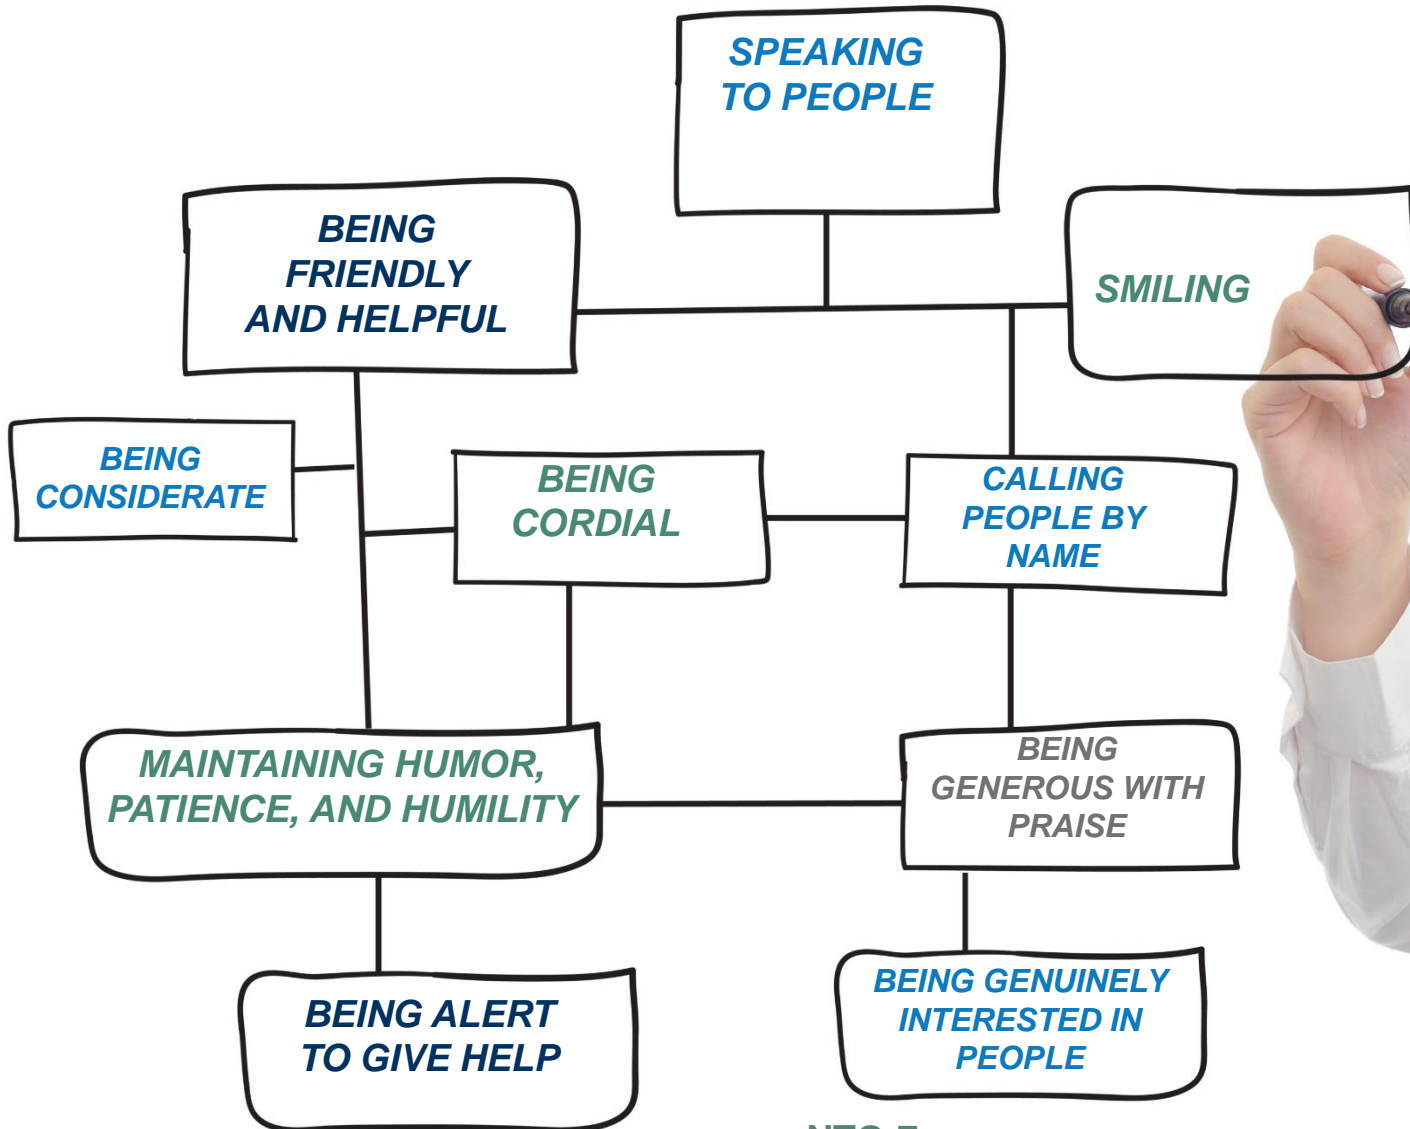 SPEAKING
TO PEOPLE
BEING
FRIENDLY
AND HELPFUL
SMILING
BEING
CONSIDERATE
BEING
CORDIAL
CALLING
PEOPLE BY
NAME
MAINTAINING HUMOR,
PATIENCE, AND HUMILITY
BEING
GENEROUS WITH
PRAISE
BEING ALERT
TO GIVE HELP
BEING GENUINELY
INTERESTED IN
PEOPLE